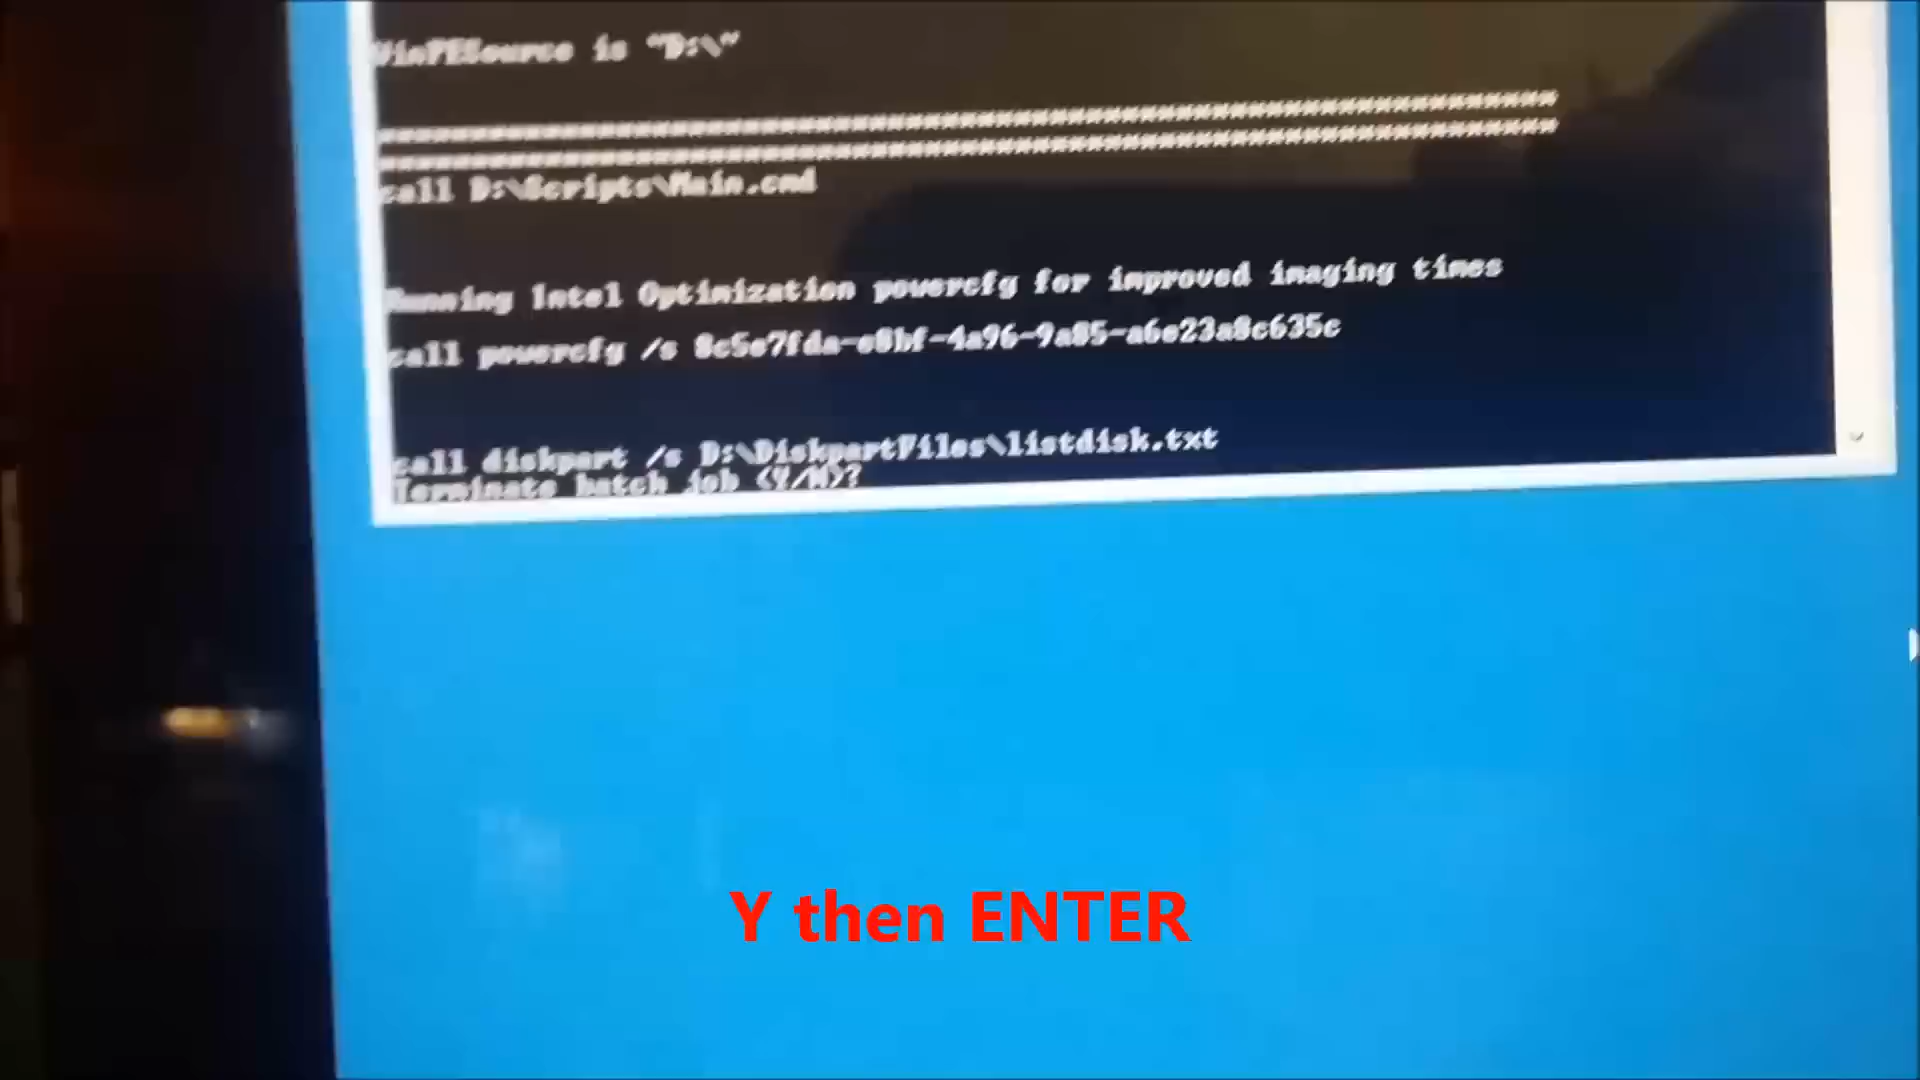 WinPESource is "D:\"
call D:\Scripts\Main.cmd
Running Intel Optimization powercfg for improved imaging times
call powercfg /s 8c5e7fda-e8bf-4a96-9a85-a6e23a8c635c
call diskpart /s D:\DiskpartFiles\listdisk.txt
Terminate batch job (Y/N)?
Y then ENTER